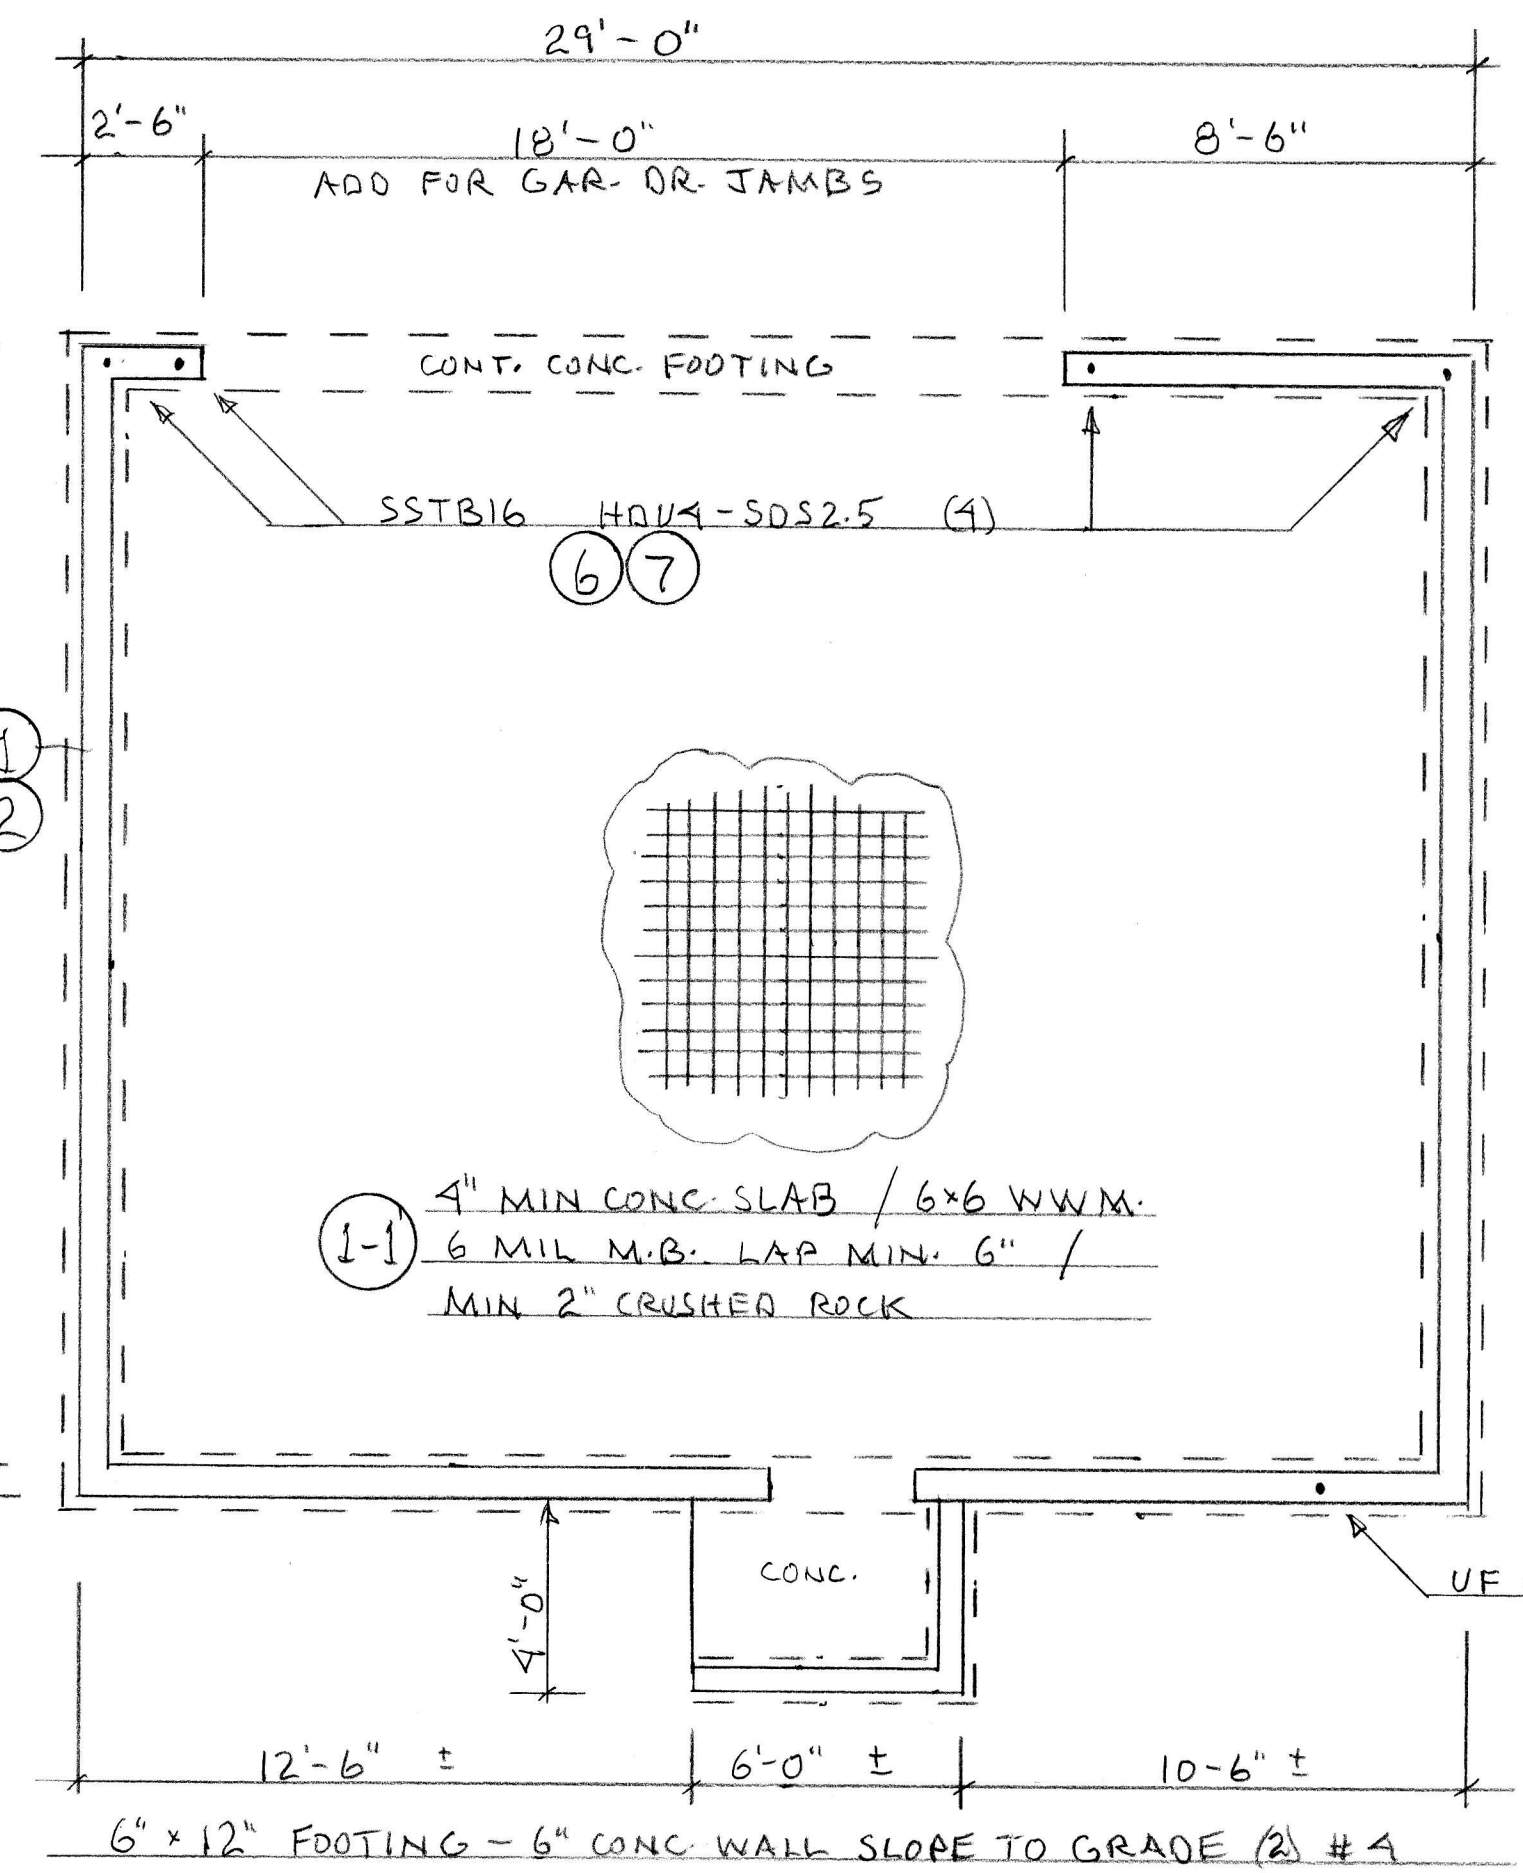 29'-0"
2'-6" 18'-0" 8'-6"
ADD FOR GAR. DR. JAMBS
CONT. CONC. FOOTING
SSTB16 HDU4-SDS2.5 (4)
6 7
1
2
4" MIN CONC. SLAB / 6x6 WWM.
1-1 6 MIL M.B. LAP MIN. 6" /
MIN 2" CRUSHED ROCK
CONC.
4'-0"
UF
12'-6" ± 6'-0" ± 10-6" ±
6" x 12" FOOTING - 6" CONC. WALL SLOPE TO GRADE (2) # 4